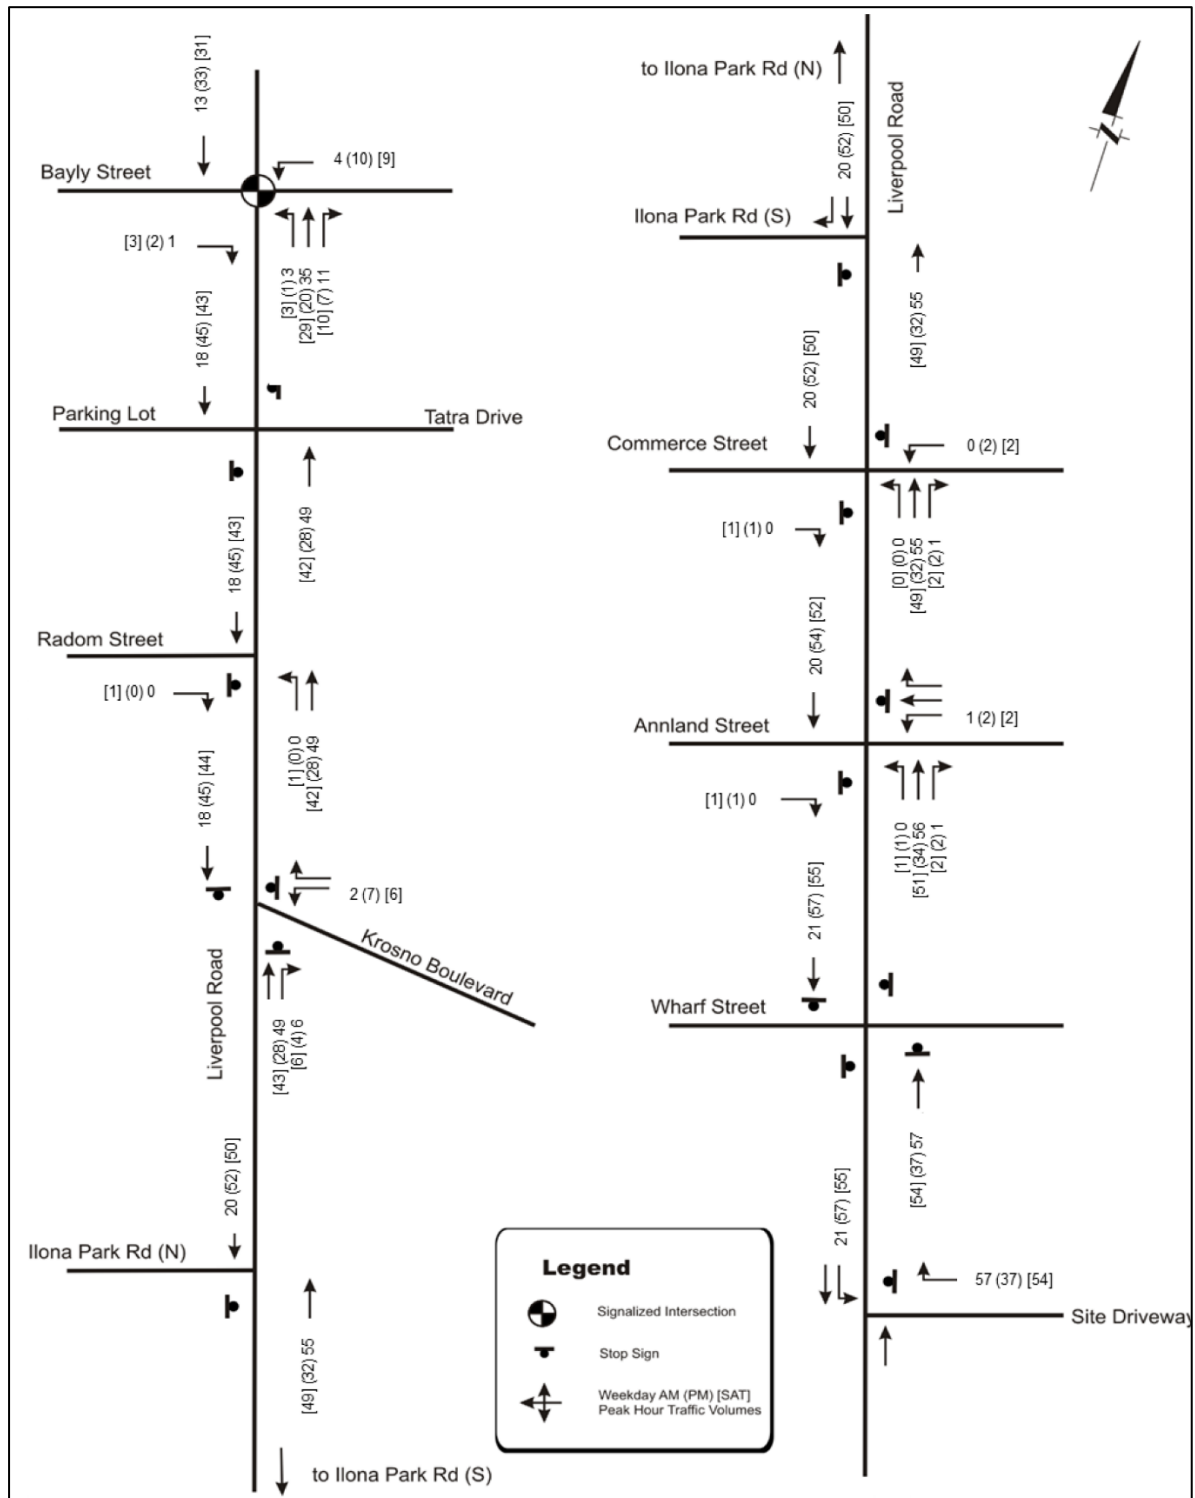 13 (33) [31]
Bayly Street
4 (10) [9]
[3] (2) 1
[3] (1) 3
[29] (20) 35
[10] (7) 11
18 (45) [43]
Parking Lot
Tatra Drive
[42] (28) 49
18 (45) [43]
Radom Street
[1] (0) 0
[1] (0) 0
[42] (28) 49
18 (45) [44]
2 (7) [6]
Krosno Boulevard
Liverpool Road
[43] (28) 49
[6] (4) 6
20 (52) [50]
Ilona Park Rd (N)
[49] (32) 55
to Ilona Park Rd (S)
to Ilona Park Rd (N)
Liverpool Road
20 (52) [50]
Ilona Park Rd (S)
[49] (32) 55
20 (52) [50]
Commerce Street
0 (2) [2]
[1] (1) 0
[0] (0) 0
[49] (32) 55
[2] (2) 1
20 (54) [52]
Annland Street
1 (2) [2]
[1] (1) 0
[1] (1) 0
[51] (34) 56
[2] (2) 1
21 (57) [55]
Wharf Street
[54] (37) 57
21 (57) [55]
57 (37) [54]
Site Driveway
Legend
Signalized Intersection
Stop Sign
Weekday AM (PM) [SAT]
Peak Hour Traffic Volumes
N